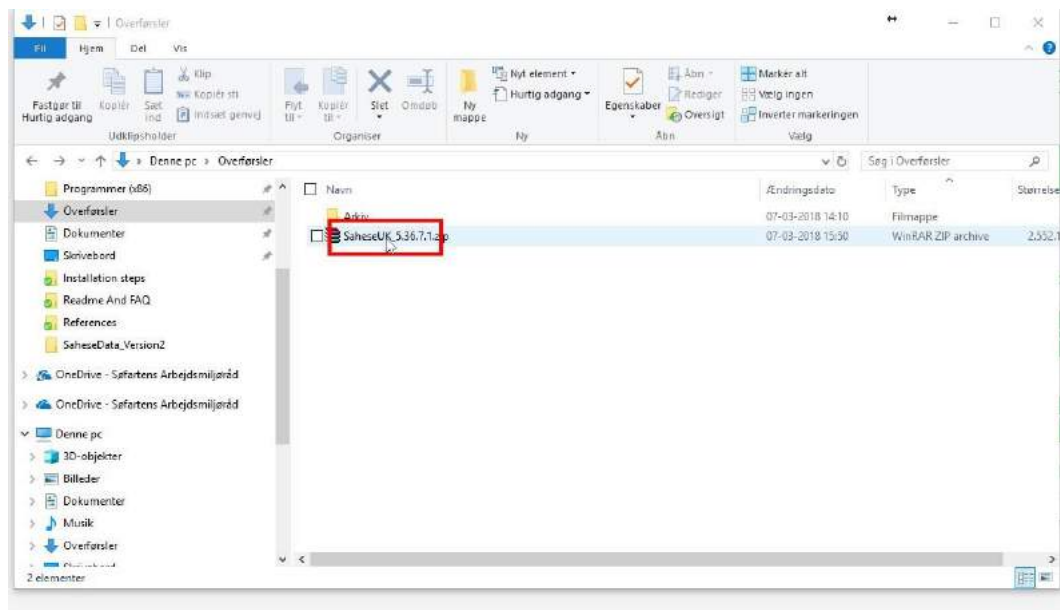 Overførsler
Fil Hjem Del Vis
Fastgør til Hurtig adgang
Kopiér
Sæt ind
Klip
Kopiér sti
Indsæt genvej
Udklipsholder
Flyt til
Kopiér til
Slet
Omdøb
Organiser
Ny mappe
Nyt element
Hurtig adgang
Ny
Egenskaber
Åbn
Rediger
Oversigt
Åbn
Markér alt
Vælg ingen
Inverter markeringen
Vælg
Denne pc Overførsler
Søg i Overførsler
Programmer (x86)
Overførsler
Dokumenter
Skrivebord
Installation steps
Readme And FAQ
References
SaheseData_Version2
OneDrive - Søfartens Arbejdsmiljøråd
OneDrive - Søfartens Arbejdsmiljøråd
Denne pc
3D-objekter
Billeder
Dokumenter
Musik
Overførsler
Navn Ændringsdato Type Størrelse
Arkiv 07-03-2018 14:10 Filmappe
SaheseUK_5.36.7.1.zip 07-03-2018 15:50 WinRAR ZIP archive 2.552.1
2 elementer